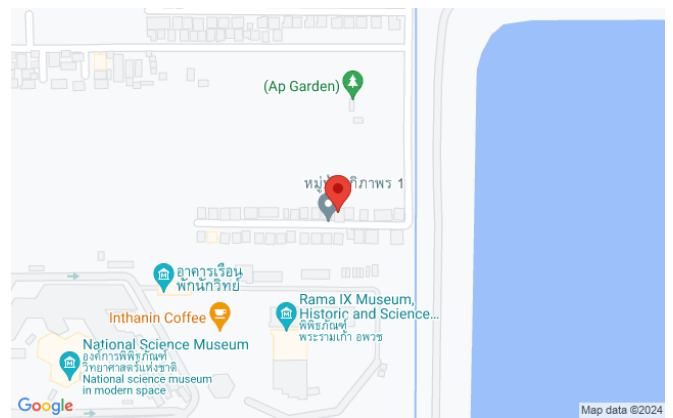 (Ap Garden)
หมู่ ภิภาพร 1
อาคารเรือน
พักนักวิทย์
Inthanin Coffee
Rama IX Museum,
Historic and Science...
พิพิธภัณฑ์
พระรามเก้า อพวช
National Science Museum
องค์การพิพิธภัณฑ์
วิทยาศาสตร์แห่งชาติ
National science museum
in modern space
Google
Map data ©2024